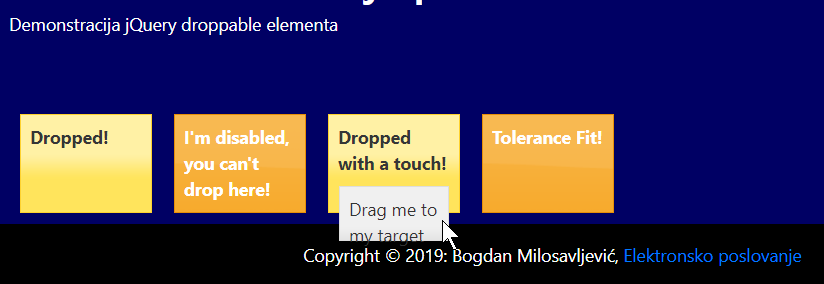 Demonstracija jQuery droppable elementa
Dropped!
I'm disabled,
you can't
drop here!
Dropped
with a touch!
Tolerance Fit!
Drag me to
my target
Copyright © 2019: Bogdan Milosavljević, Elektronsko poslovanje